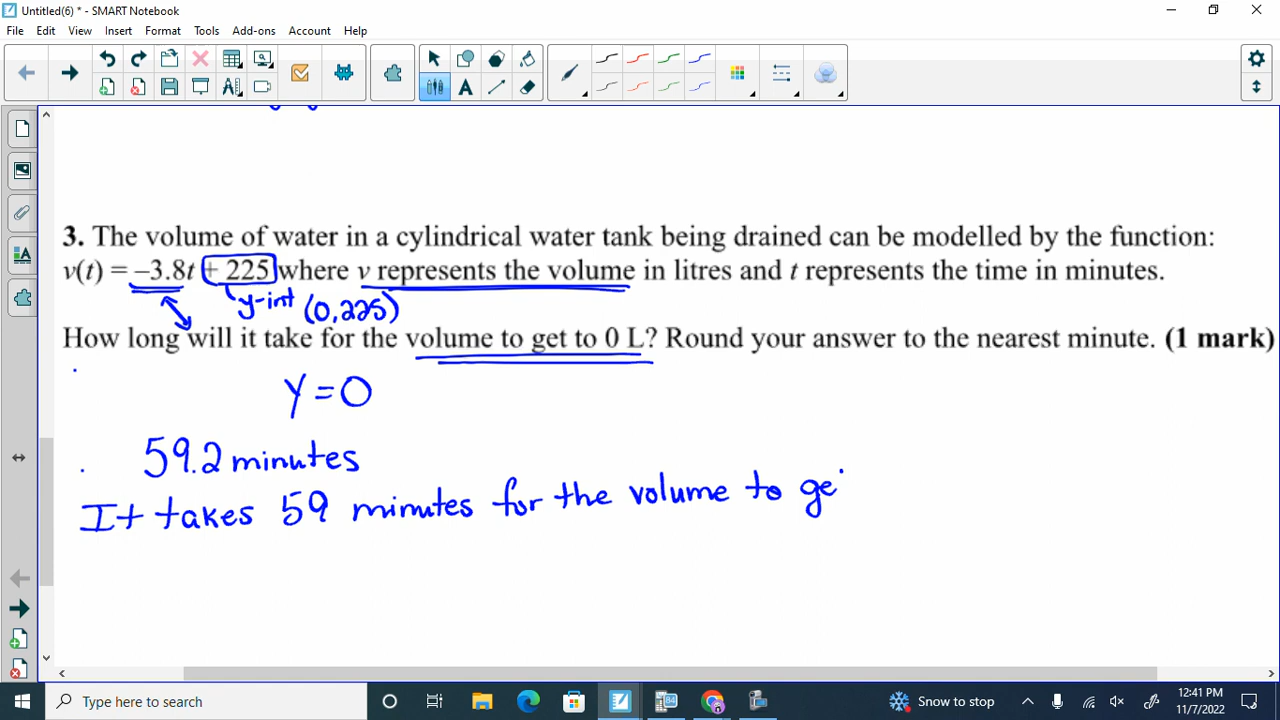 Untitled(6) * - SMART Notebook
File Edit View Insert Format Tools Add-ons Account Help
3. The volume of water in a cylindrical water tank being drained can be modelled by the function:
v(t) = –3.8t + 225 where v represents the volume in litres and t represents the time in minutes.
y-int (0,225)
How long will it take for the volume to get to 0 L? Round your answer to the nearest minute. (1 mark)
y = 0
59.2 minutes
It takes 59 minutes for the volume to ge
Type here to search
Snow to stop
12:41 PM
11/7/2022